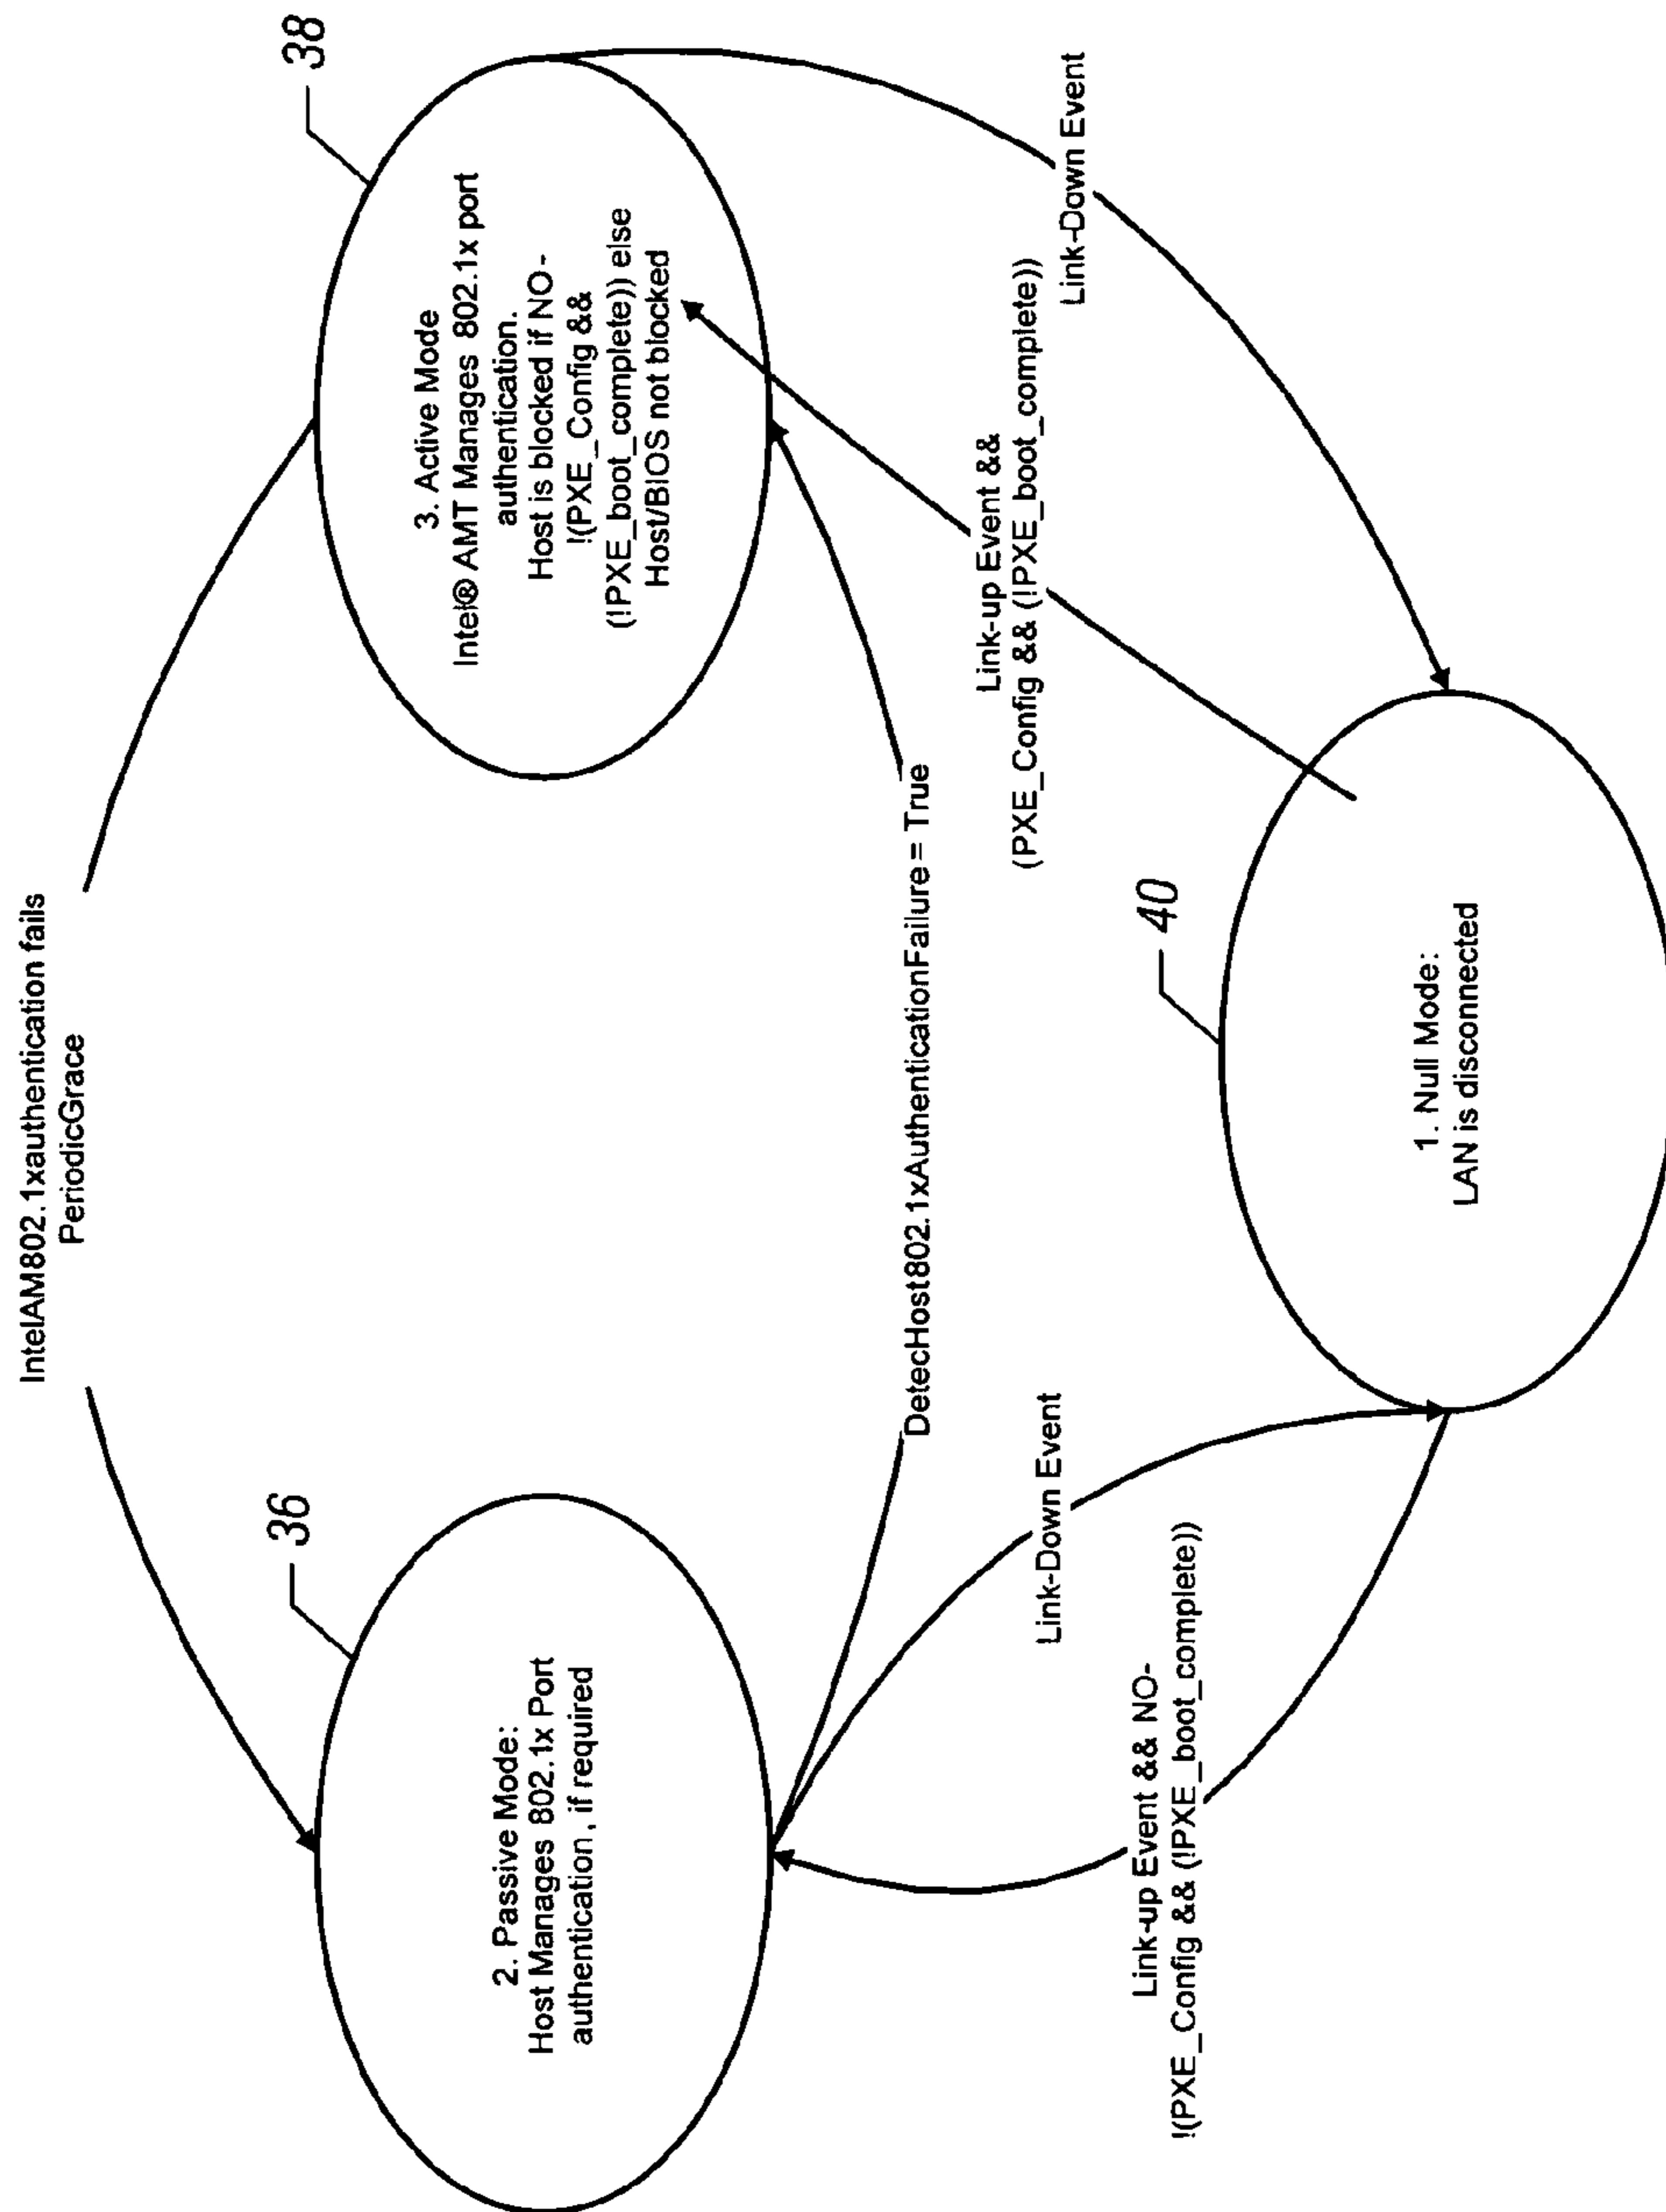 IntelAM802.1xauthentication fails
PeriodicGrace
36
2. Passive Mode:
Host Manages 802.1x Port
authentication, if required
38
3. Active Mode
Intel® AMT Manages 802.1x port
authentication.
Host is blocked if NO-
!(PXE_Config &&
(!PXE_boot_complete)) else
Host/BIOS not blocked
DetecHost802.1xAuthenticationFailure = True
Link-up Event &&
(PXE_Config && (!PXE_boot_complete))
Link-Down Event
Link-Down Event
Link-up Event && NO-
!(PXE_Config && (!PXE_boot_complete))
40
1. Null Mode:
LAN is disconnected